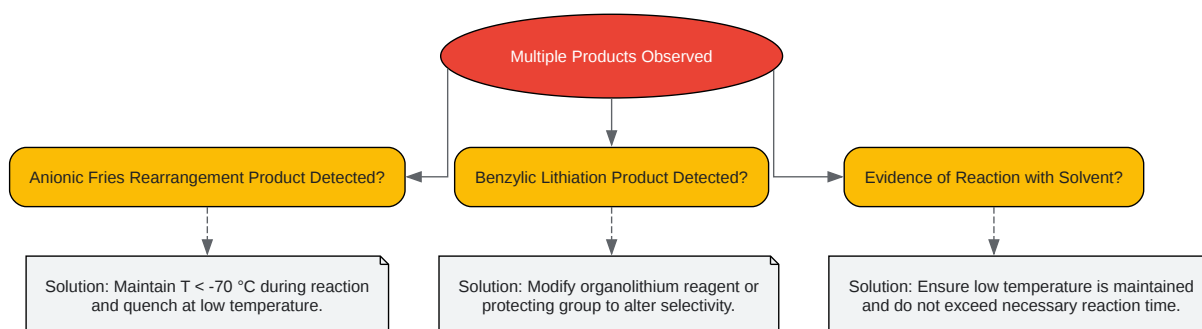 Multiple Products Observed
Anionic Fries Rearrangement Product Detected?
Benzylic Lithiation Product Detected?
Evidence of Reaction with Solvent?
Solution: Maintain T < -70 °C during reaction
and quench at low temperature.
Solution: Modify organolithium reagent or
protecting group to alter selectivity.
Solution: Ensure low temperature is maintained
and do not exceed necessary reaction time.